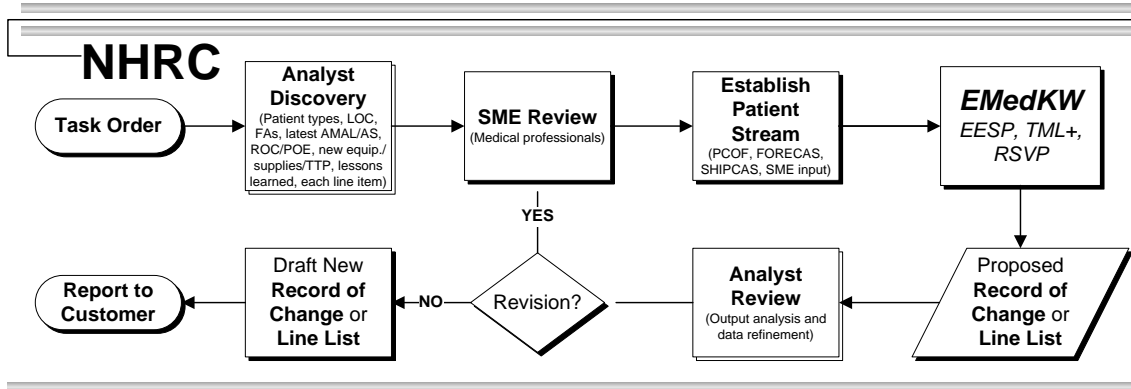 NHRC
Task Order
Analyst
Discovery
(Patient types, LOC,
FAs, latest AMAL/AS,
ROC/POE, new equip./
supplies/TTP, lessons
learned, each line item)
SME Review
(Medical professionals)
Establish
Patient
Stream
(PCOF, FORECAS,
SHIPCAS, SME input)
EMedKW
EESP, TML+,
RSVP
Proposed
Record of
Change or
Line List
Analyst
Review
(Output analysis and
data refinement)
Revision?
YES
NO
Draft New
Record of
Change or
Line List
Report to
Customer